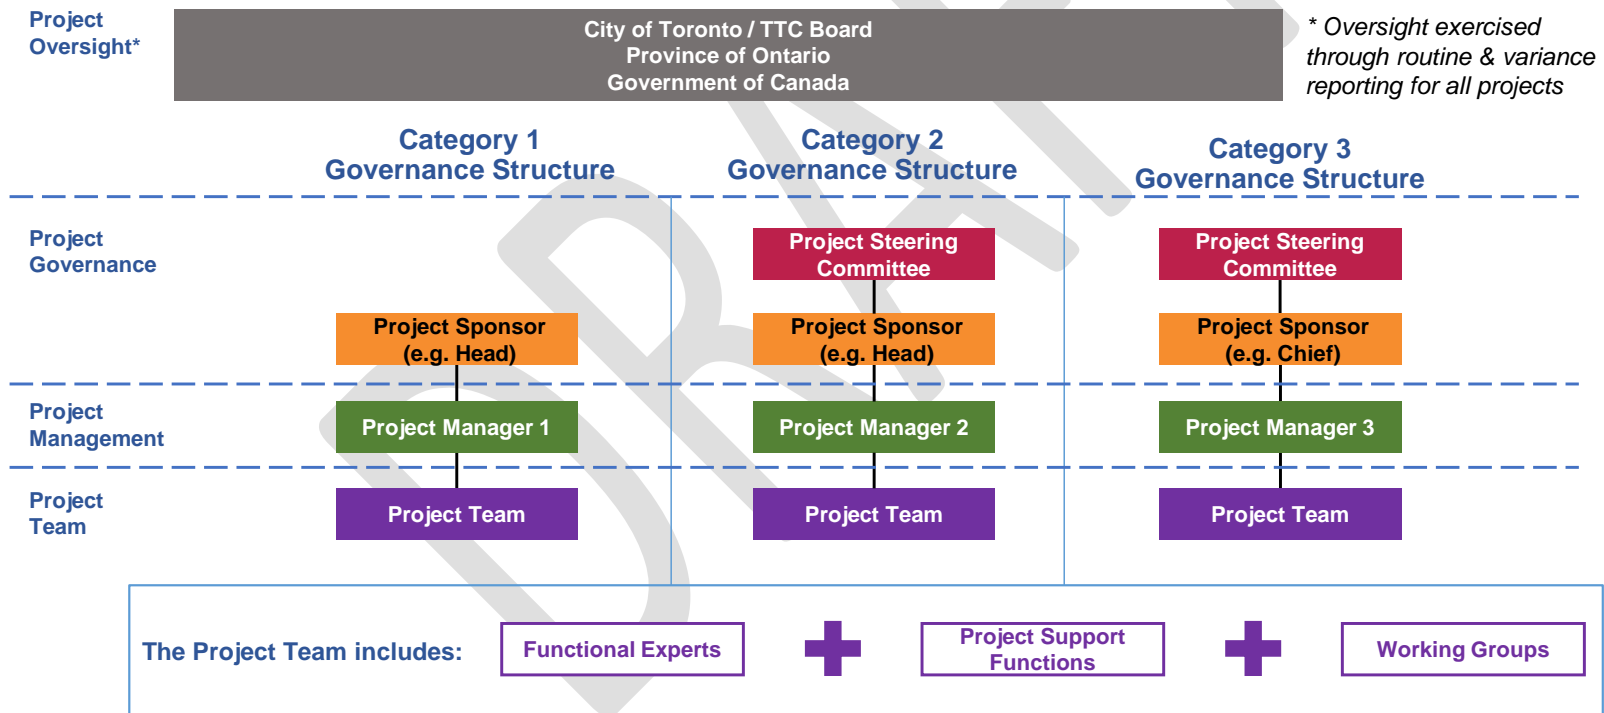 Project
Oversight*
City of Toronto / TTC Board
Province of Ontario
Government of Canada
* Oversight exercised
through routine & variance
reporting for all projects
Category 1
Governance Structure
Category 2
Governance Structure
Category 3
Governance Structure
Project
Governance
Project Steering
Committee
Project Steering
Committee
Project Sponsor
(e.g. Head)
Project Sponsor
(e.g. Head)
Project Sponsor
(e.g. Chief)
Project
Management
Project Manager 1
Project Manager 2
Project Manager 3
Project
Team
Project Team
Project Team
Project Team
The Project Team includes:
Functional Experts
Project Support
Functions
Working Groups
DRAFT